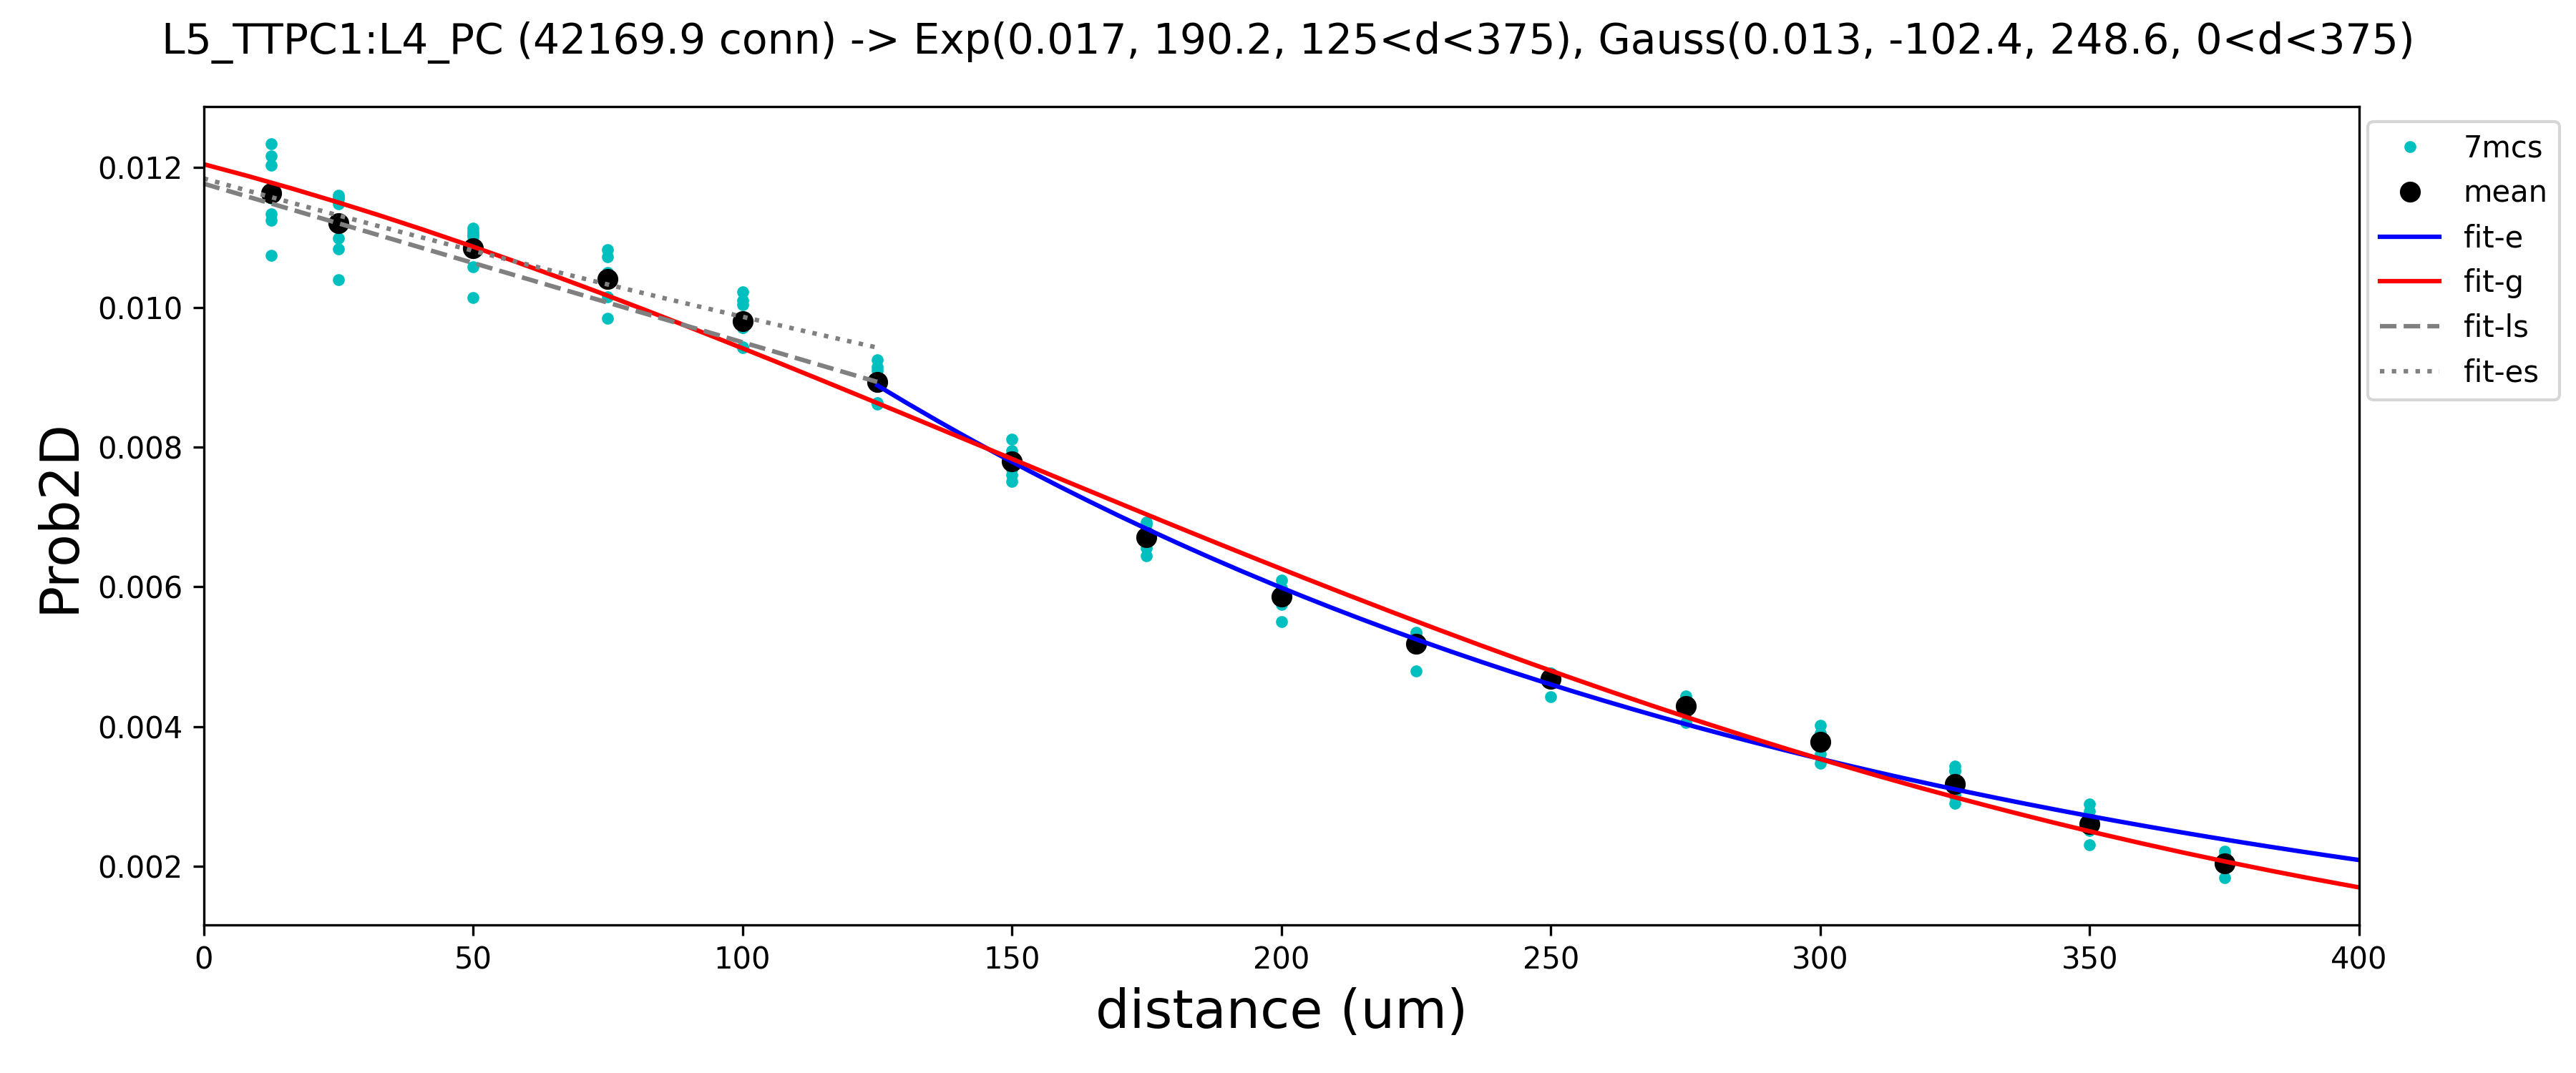 L5_TTPC1:L4_PC (42169.9 conn) -> Exp(0.017, 190.2, 125<d<375), Gauss(0.013, -102.4, 248.6, 0<d<375)
0.012
0.010
0.008
0.006
0.004
0.002
Prob2D
0 50 100 150 200 250 300 350 400
distance (um)
7mcs
mean
fit-e
fit-g
fit-ls
fit-es